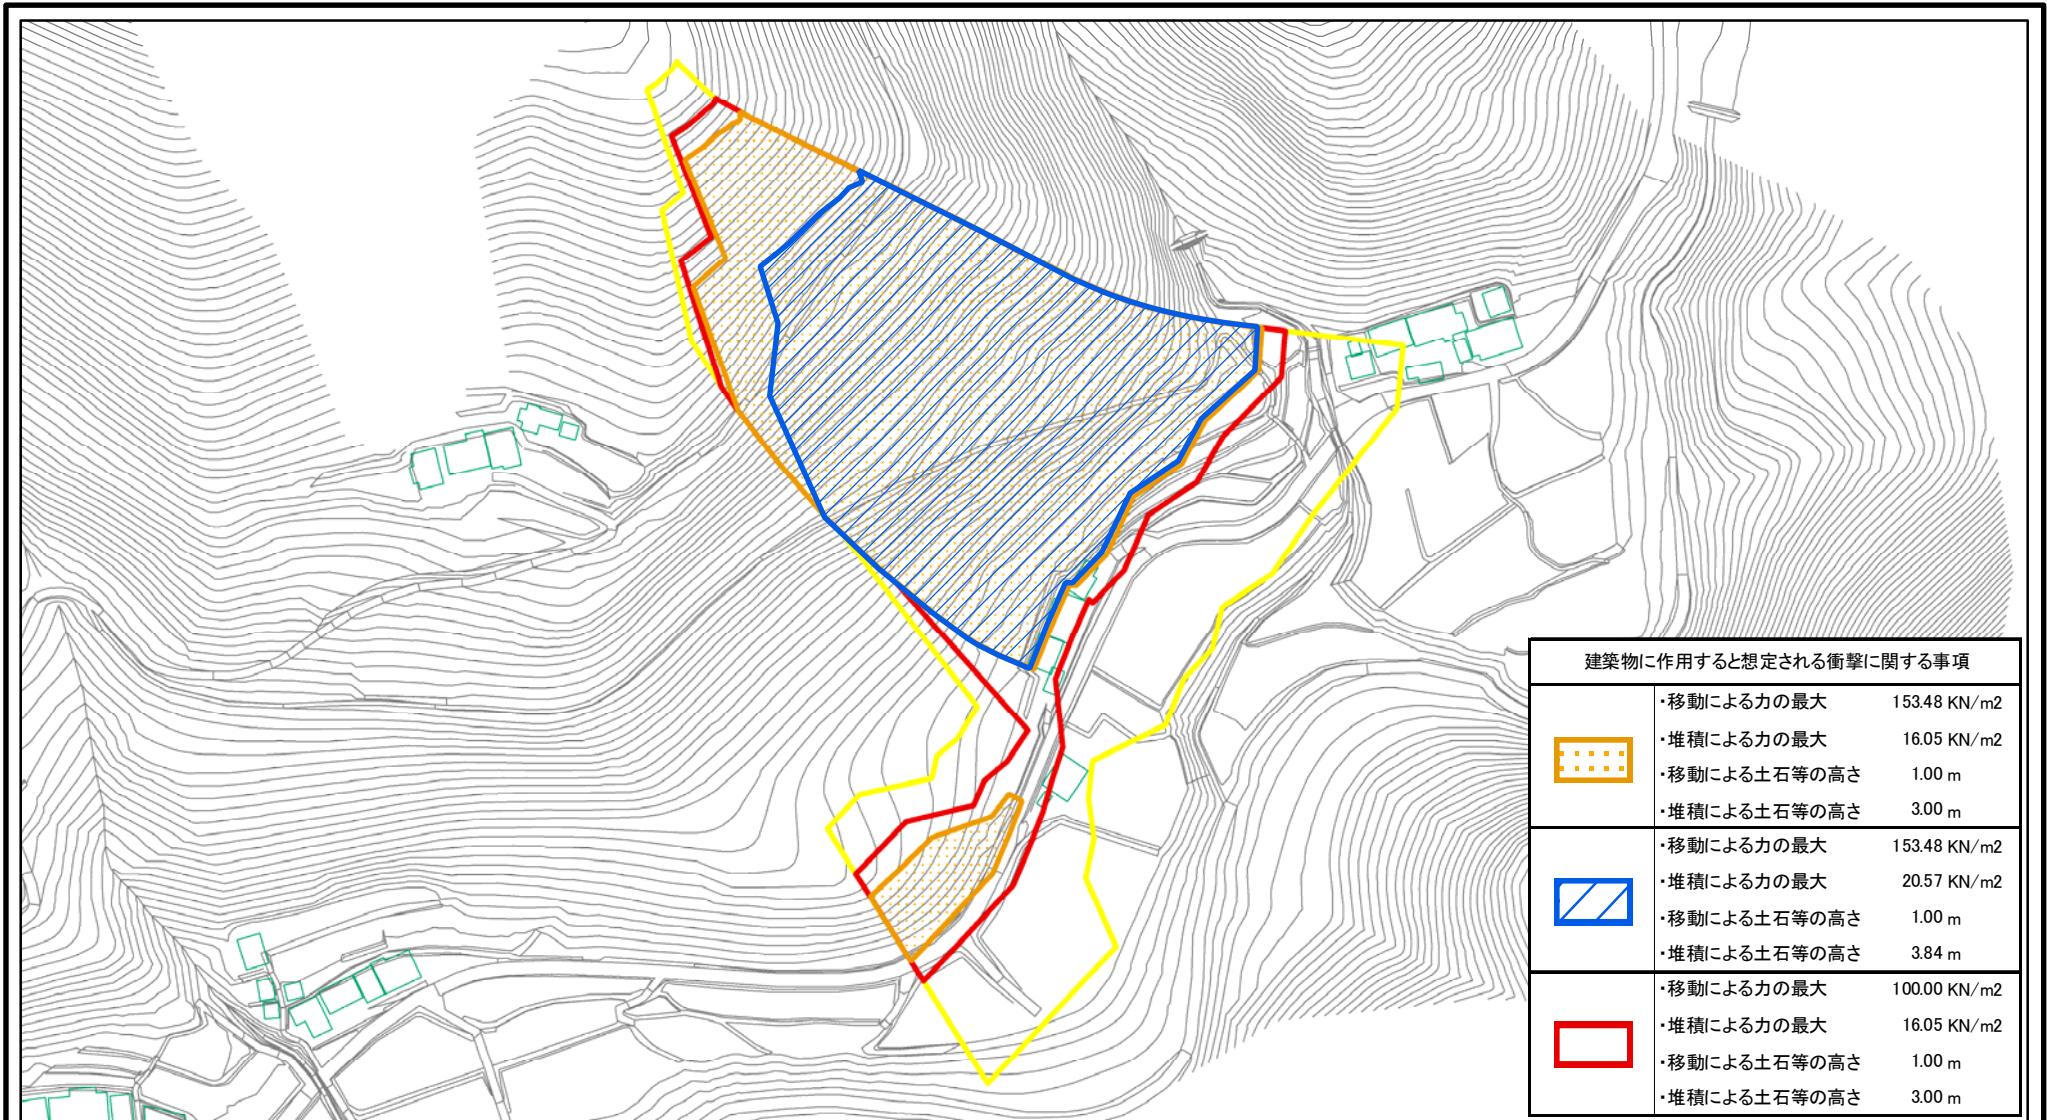 建築物に作用すると想定される衝撃に関する事項
・移動による力の最大 153.48 KN/m2
・堆積による力の最大 16.05 KN/m2
・移動による土石等の高さ 1.00 m
・堆積による土石等の高さ 3.00 m
・移動による力の最大 153.48 KN/m2
・堆積による力の最大 20.57 KN/m2
・移動による土石等の高さ 1.00 m
・堆積による土石等の高さ 3.84 m
・移動による力の最大 100.00 KN/m2
・堆積による力の最大 16.05 KN/m2
・移動による土石等の高さ 1.00 m
・堆積による土石等の高さ 3.00 m